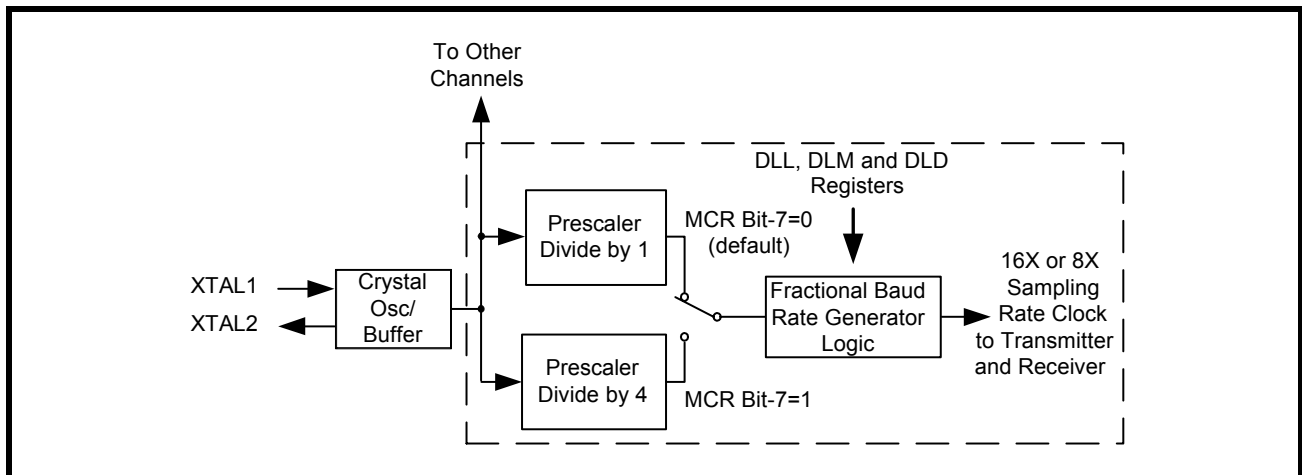 To Other
Channels
DLL, DLM and DLD
Registers
Prescaler
Divide by 1
MCR Bit-7=0
(default)
XTAL1
XTAL2
Crystal
Osc/
Buffer
Fractional Baud
Rate Generator
Logic
16X or 8X
Sampling
Rate Clock
to Transmitter
and Receiver
Prescaler
Divide by 4
MCR Bit-7=1